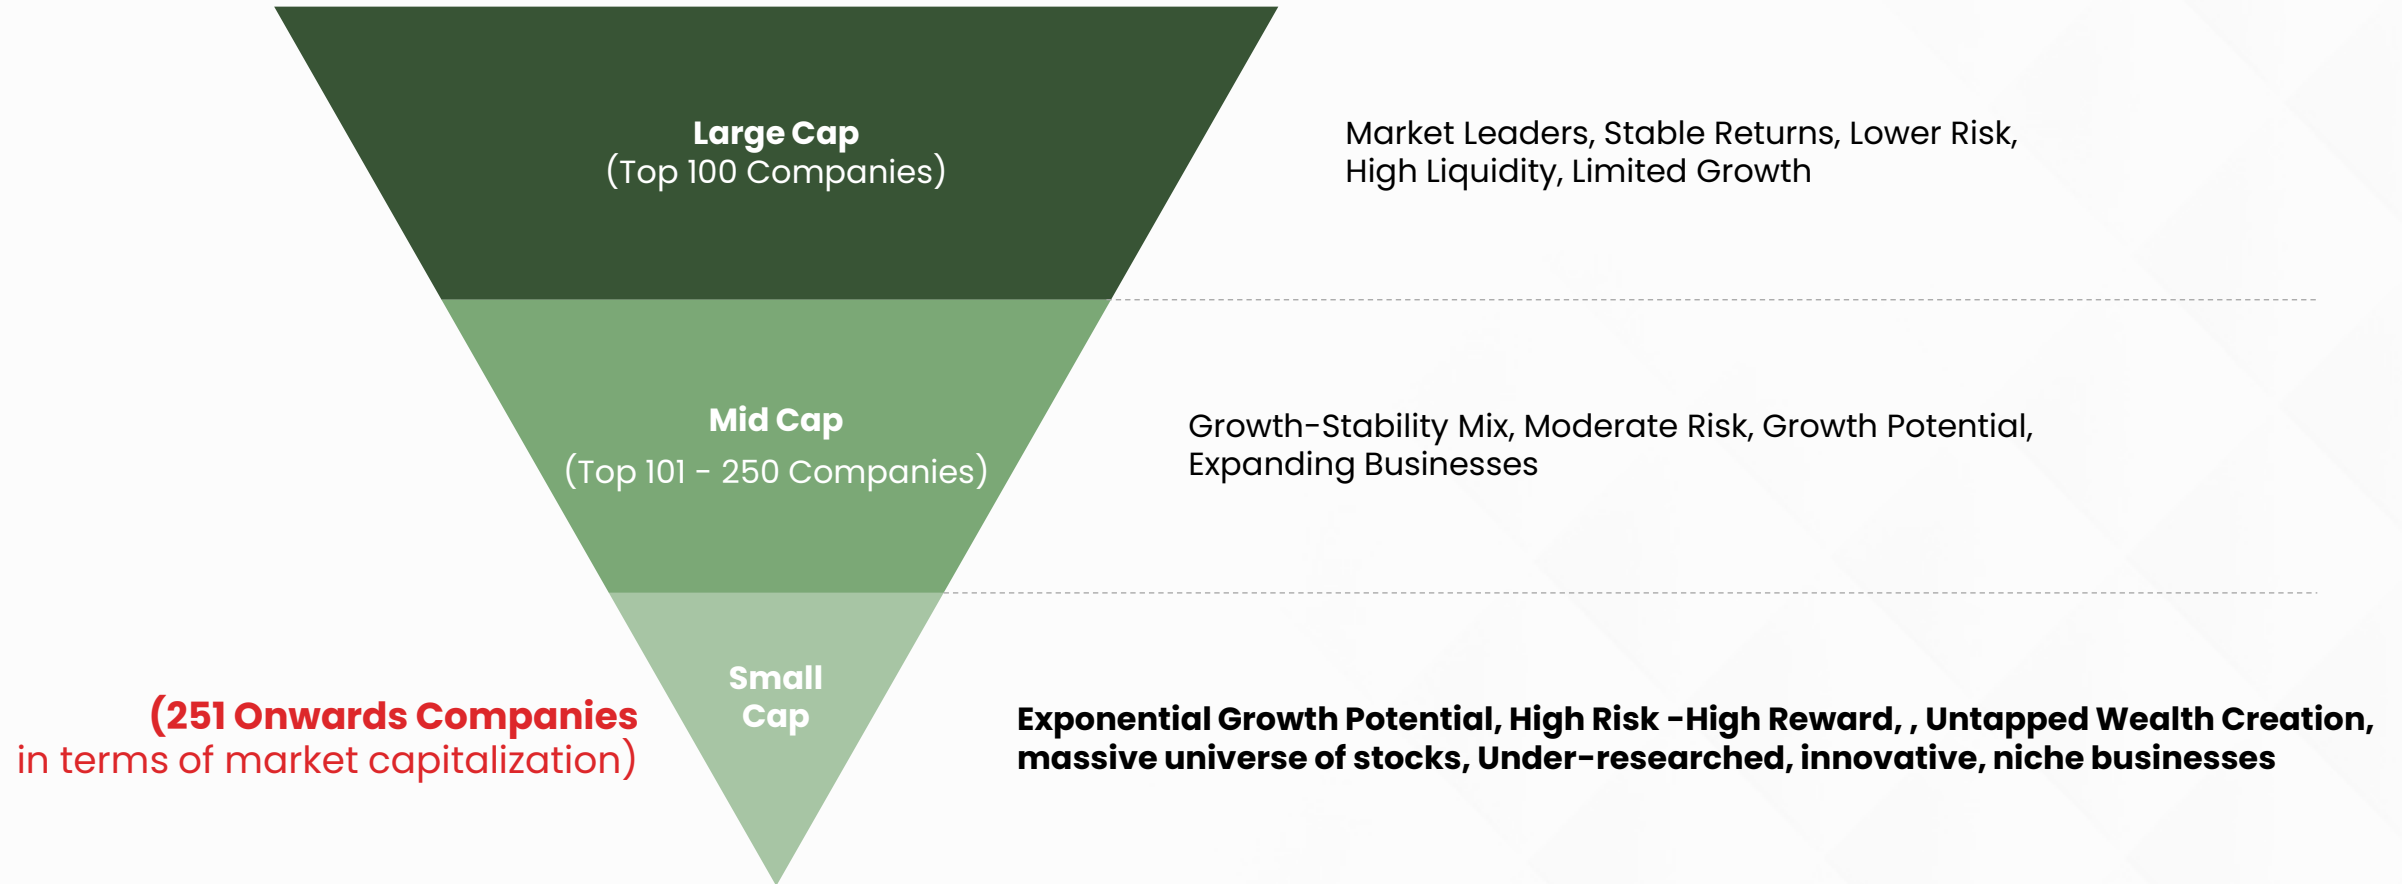 Large Cap
(Top 100 Companies)
Market Leaders, Stable Returns, Lower Risk,
High Liquidity, Limited Growth
Mid Cap
(Top 101 - 250 Companies)
Growth-Stability Mix, Moderate Risk, Growth Potential,
Expanding Businesses
Small
Cap
(251 Onwards Companies
in terms of market capitalization)
Exponential Growth Potential, High Risk -High Reward, , Untapped Wealth Creation,
massive universe of stocks, Under-researched, innovative, niche businesses